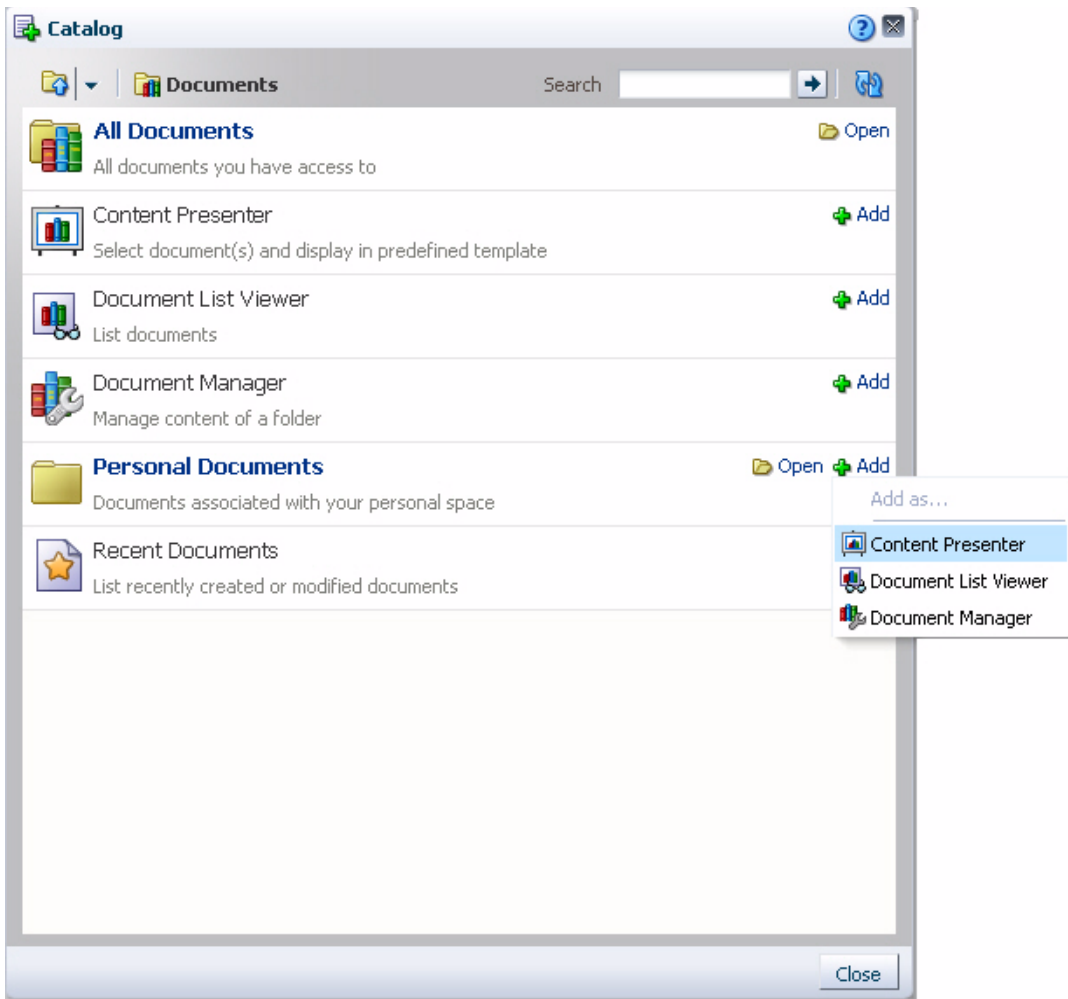 Catalog
Documents Search
All Documents Open
All documents you have access to
Content Presenter Add
Select document(s) and display in predefined template
Document List Viewer Add
List documents
Document Manager Add
Manage content of a folder
Personal Documents Open Add
Documents associated with your personal space
Add as...
Content Presenter
Document List Viewer
Document Manager
Recent Documents
List recently created or modified documents
Close